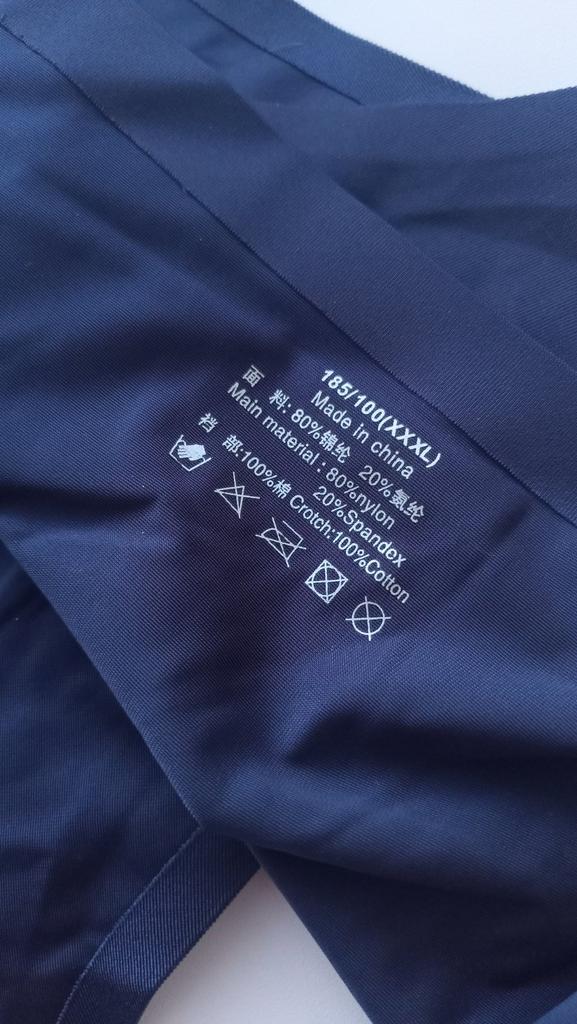 185/100(XXXL)
Made in china
面 料: 80%锦纶 20%氨纶
Main material : 80%nylon
20%Spandex
裆 部:100%棉 Crotch:100%Cotton